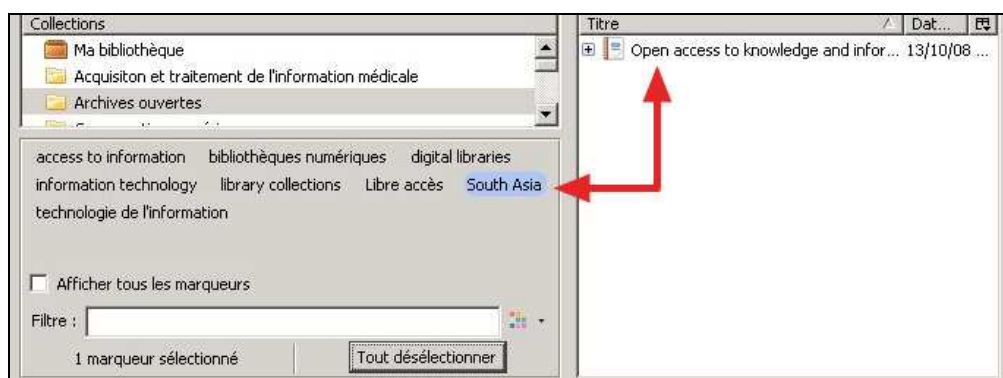 Collections
Ma bibliothèque
Acquisiton et traitement de l'information médicale
Archives ouvertes
access to information bibliothèques numériques digital libraries
information technology library collections Libre accès South Asia
technologie de l'information
Afficher tous les marqueurs
Filtre :
1 marqueur sélectionné Tout désélectionner
Titre Dat...
Open access to knowledge and infor... 13/10/08 ...